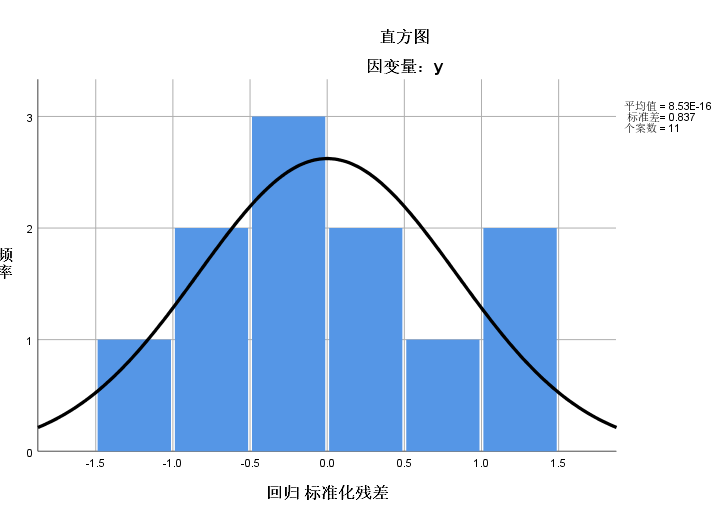 直方图
因变量：y
平均值 = 8.53E-16
标准差= 0.837
个案数 = 11
3
2
1
0
频
率
-1.5 -1.0 -0.5 0.0 0.5 1.0 1.5
回归 标准化残差